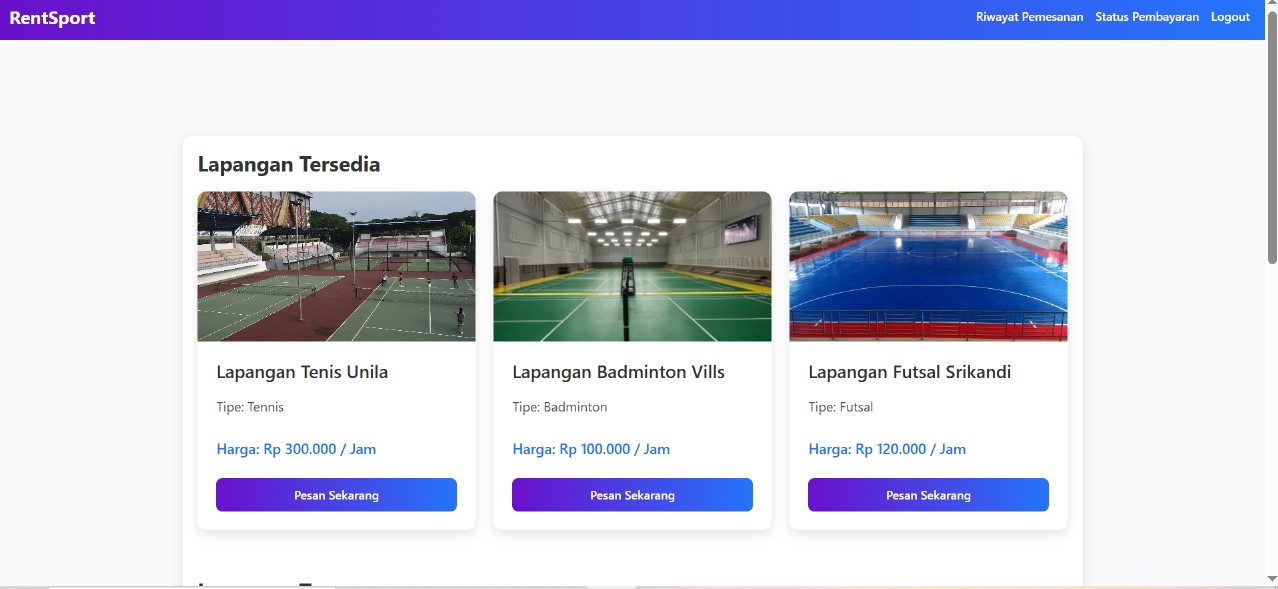 RentSport
Riwayat Pemesanan Status Pembayaran Logout
Lapangan Tersedia
Lapangan Tenis Unila
Tipe: Tennis
Harga: Rp 300.000 / Jam
Pesan Sekarang
Lapangan Badminton Vills
Tipe: Badminton
Harga: Rp 100.000 / Jam
Pesan Sekarang
Lapangan Futsal Srikandi
Tipe: Futsal
Harga: Rp 120.000 / Jam
Pesan Sekarang